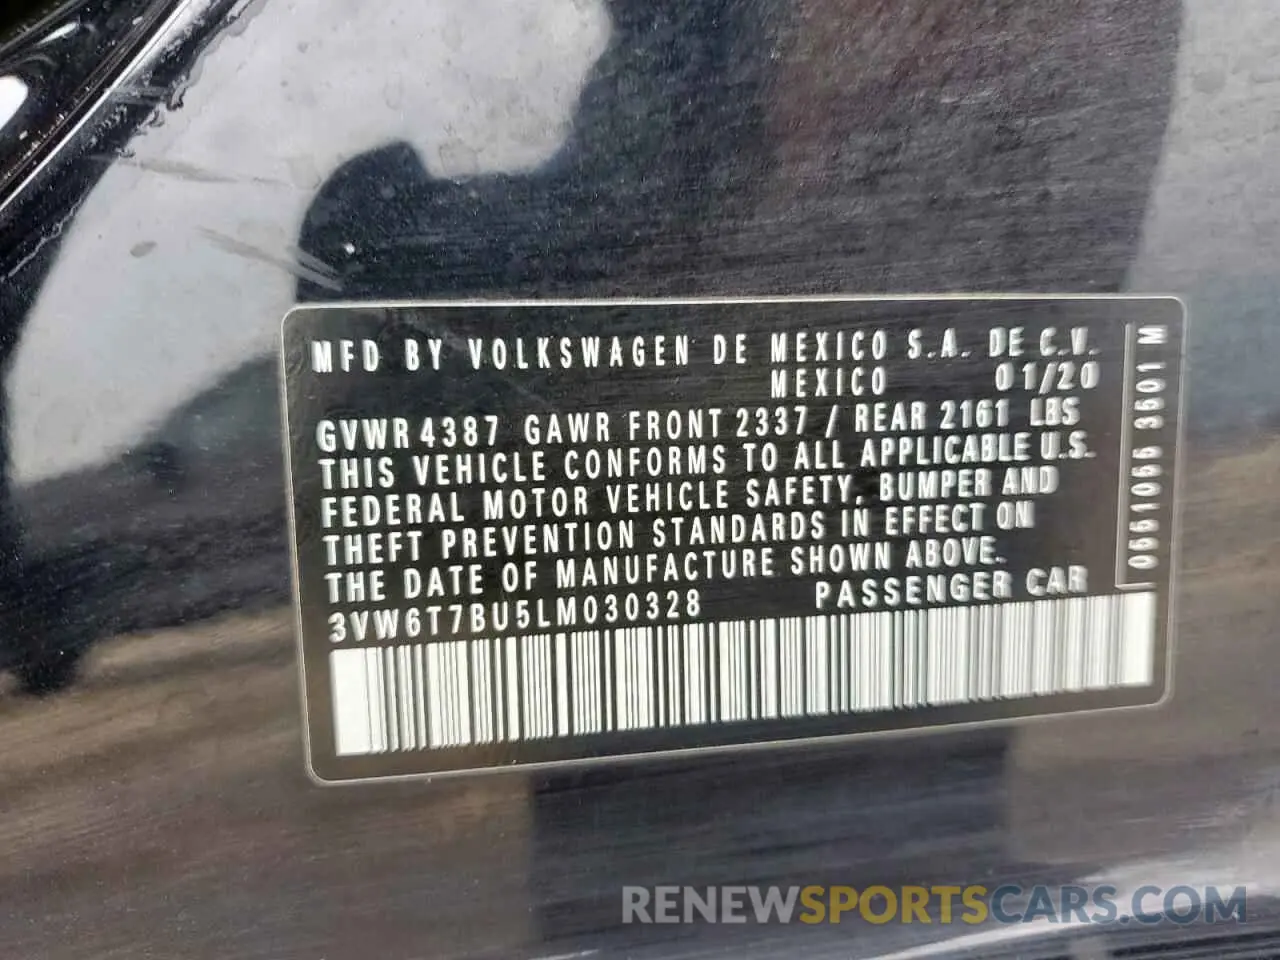 MFD BY VOLKSWAGEN DE MEXICO S.A. DE C.V.
MEXICO 01/20
GVWR 4387 GAWR FRONT 2337 / REAR 2161 LBS
THIS VEHICLE CONFORMS TO ALL APPLICABLE U.S.
FEDERAL MOTOR VEHICLE SAFETY, BUMPER AND
THEFT PREVENTION STANDARDS IN EFFECT ON
THE DATE OF MANUFACTURE SHOWN ABOVE.
3VW6T7BU5LM030328 PASSENGER CAR
0661066 3601 M
RENEWSPORTSCARS.COM